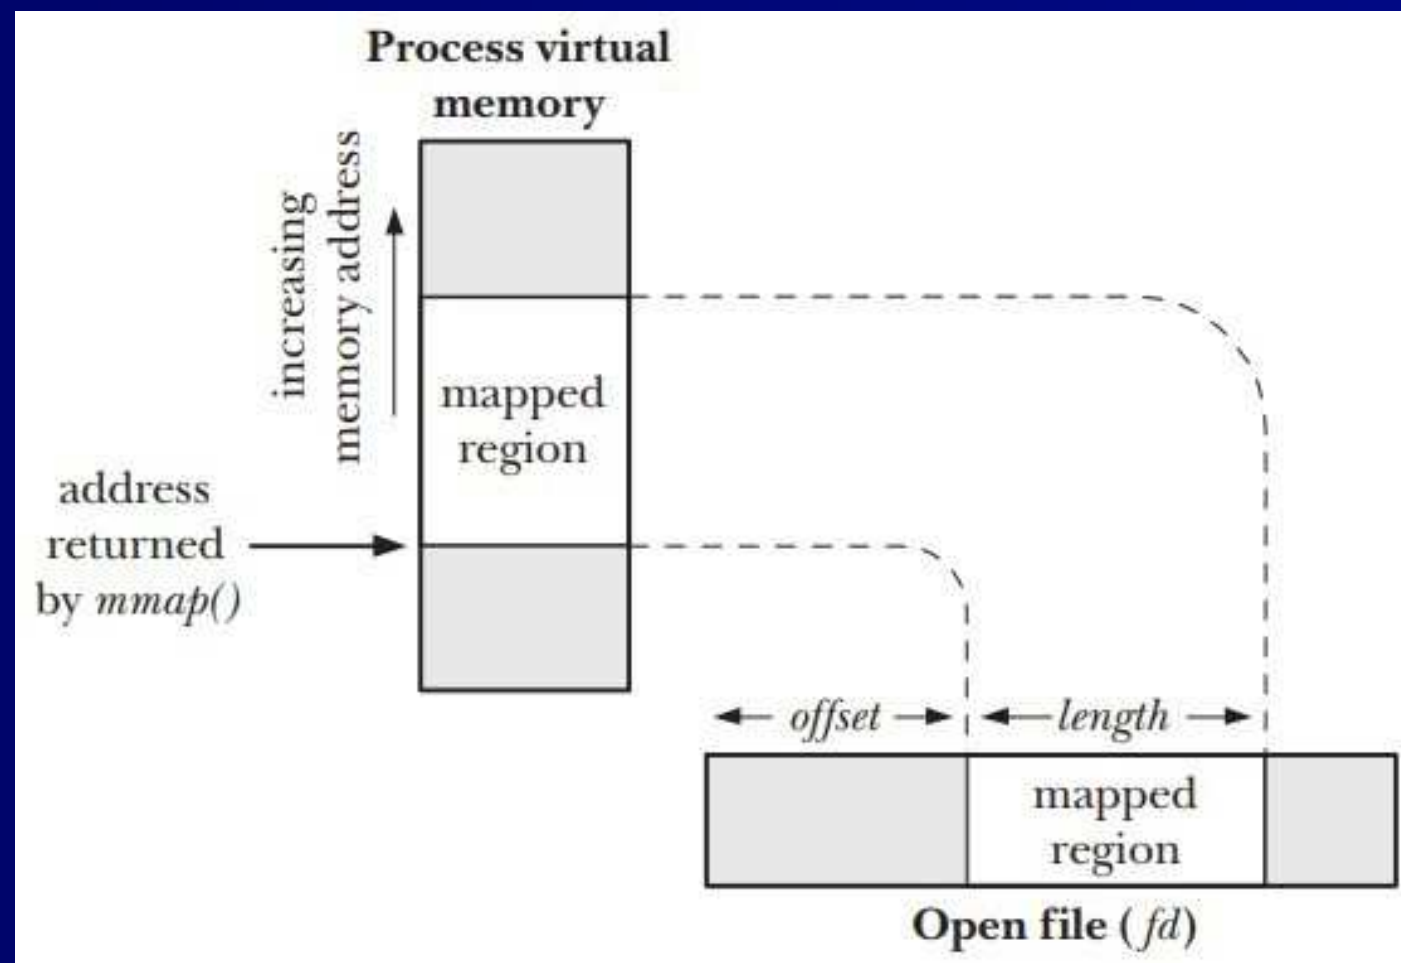 Process virtual
memory
increasing
memory address
mapped
region
address
returned
by mmap()
offset
length
mapped
region
Open file (fd)